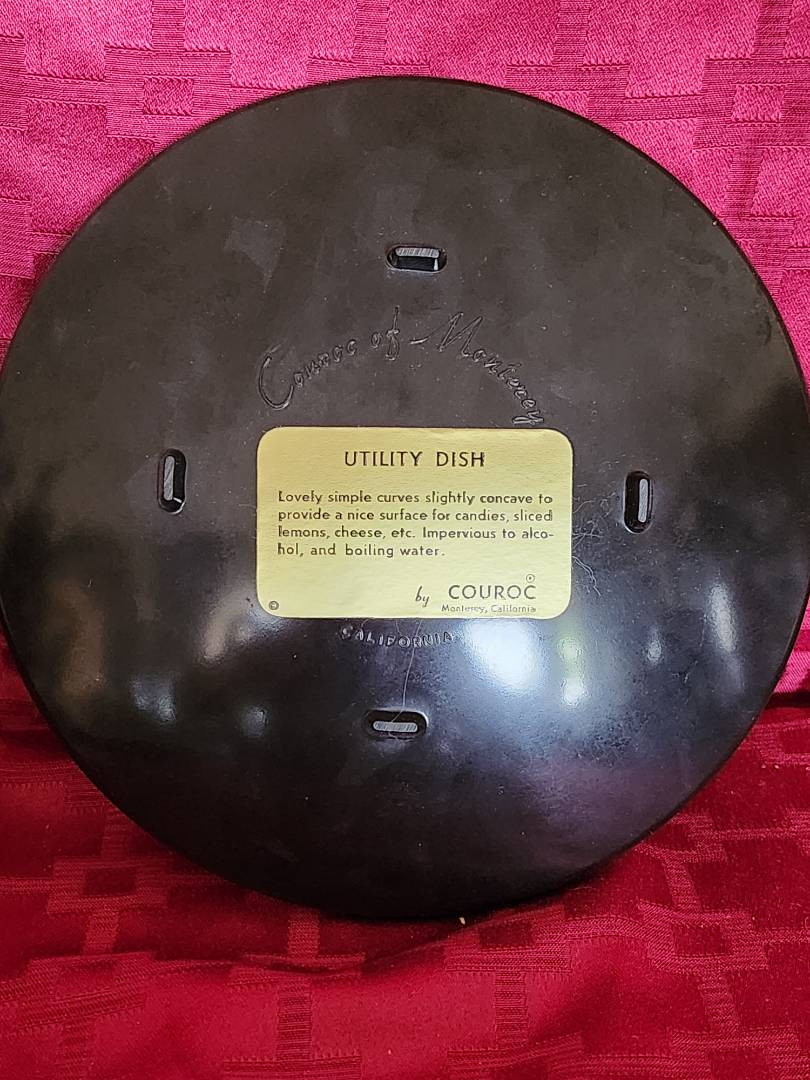 Couroc of Monterey
UTILITY DISH
Lovely simple curves slightly concave to
provide a nice surface for candies, sliced
lemons, cheese, etc. Impervious to alco-
hol, and boiling water.
by COUROC ®
Monterey, California
©
CALIFORNIA